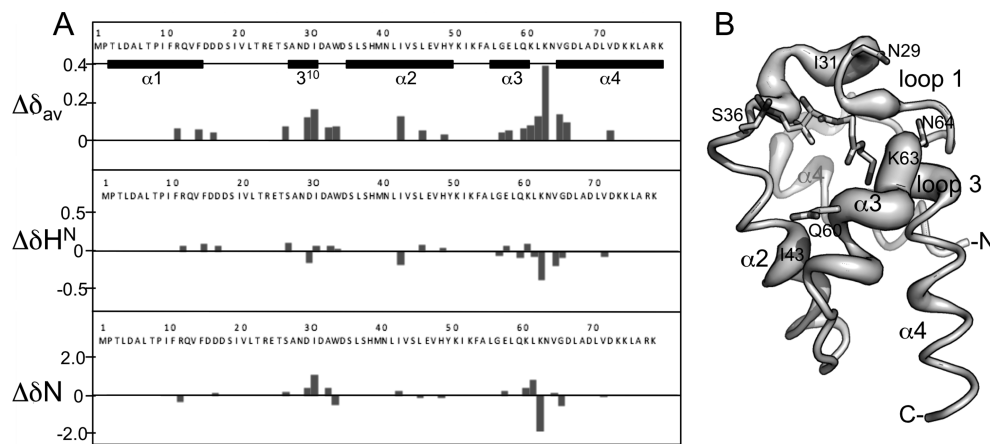 A
1 10 20 30 40 50 60 70
MPTLDALTPIFRQVFDDDSIVLTRETSANDIDAWDSLSHMNLIVSLEVHYKIKFALGELQKLKNVGDLADLVDKKLARK
0.4
α1 3¹⁰ α2 α3 α4
Δδav
0.2
0
1 10 20 30 40 50 60 70
MPTLDALTPIFRQVFDDDSIVLTRETSANDIDAWDSLSHMNLIVSLEVHYKIKFALGELQKLKNVGDLADLVDKKLARK
0.5
ΔδHᴺ
0
-0.5
1 10 20 30 40 50 60 70
MPTLDALTPIFRQVFDDDSIVLTRETSANDIDAWDSLSHMNLIVSLEVHYKIKFALGELQKLKNVGDLADLVDKKLARK
2.0
ΔδN
0
-2.0
B
N29
I31
loop 1
S36
N64
K63
α4
loop 3
α3
Q60
-N
α2
I43
α4
C-